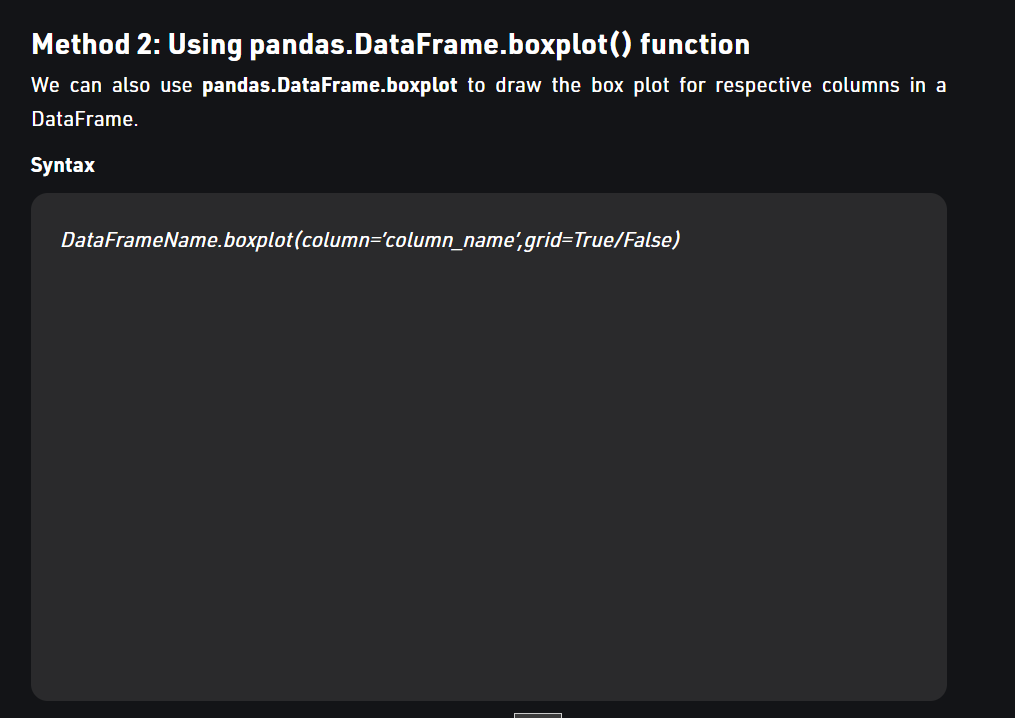 Method 2: Using pandas.DataFrame.boxplot() function
We can also use pandas.DataFrame.boxplot to draw the box plot for respective columns in a
DataFrame.
Syntax
DataFrameName.boxplot(column=’column_name’,grid=True/False)